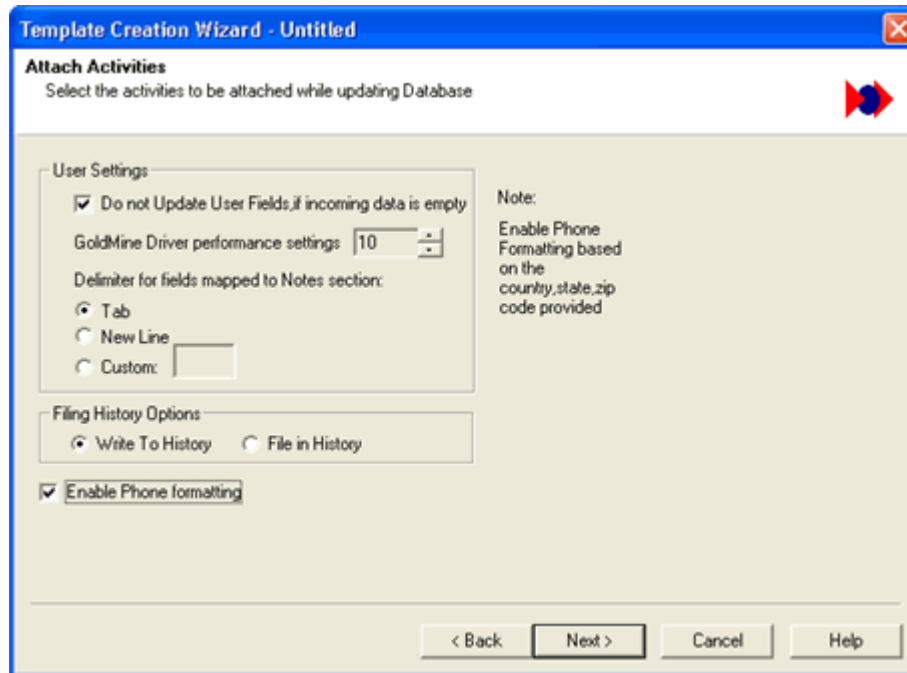 Template Creation Wizard - Untitled
Attach Activities
Select the activities to be attached while updating Database
User Settings
Do not Update User Fields,if incoming data is empty
GoldMine Driver performance settings 10
Delimiter for fields mapped to Notes section:
Tab
New Line
Custom:
Note:
Enable Phone
Formatting based
on the
country,state,zip
code provided
Filing History Options
Write To History File in History
Enable Phone formatting
< Back Next > Cancel Help